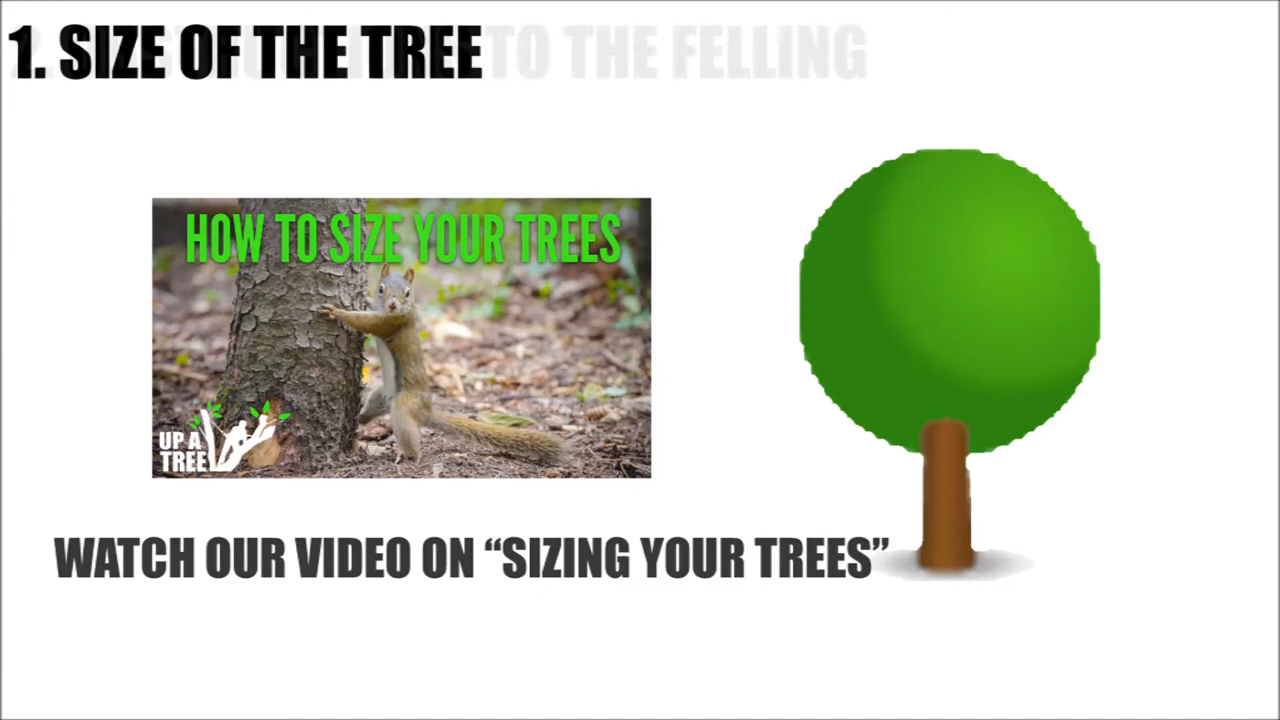 1. SIZE OF THE TREE
TO THE FELLING
HOW TO SIZE YOUR TREES
UP A
TREE
WATCH OUR VIDEO ON “SIZING YOUR TREES”